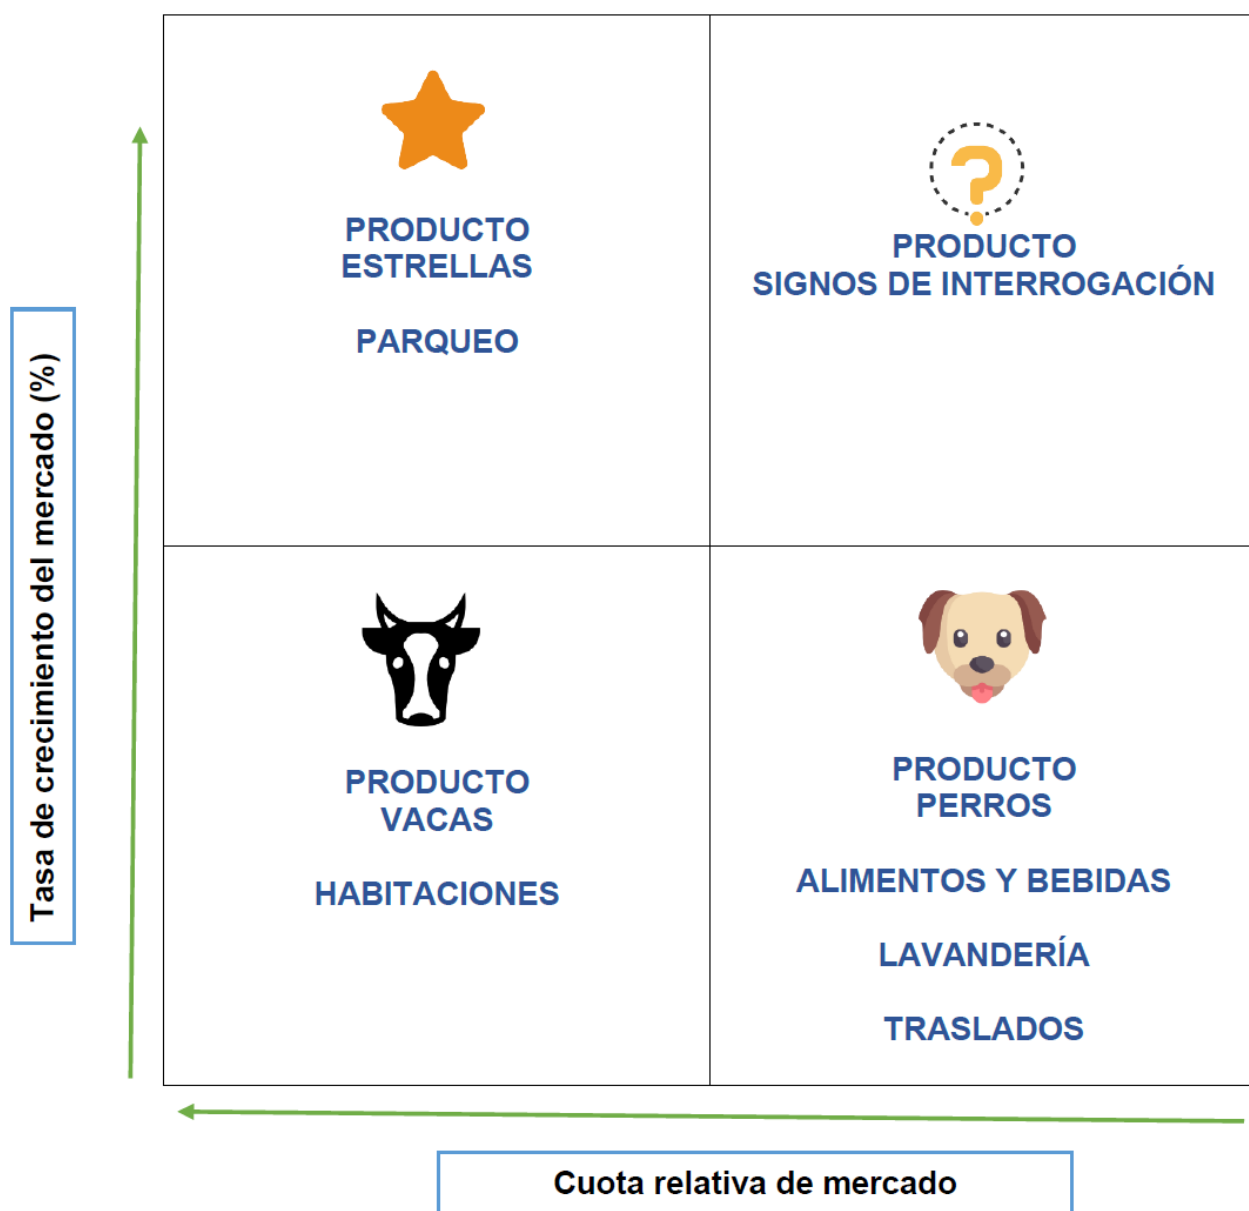 PRODUCTO
ESTRELLAS
PARQUEO
?
PRODUCTO
SIGNOS DE INTERROGACIÓN
Tasa de crecimiento del mercado (%)
PRODUCTO
VACAS
HABITACIONES
PRODUCTO
PERROS
ALIMENTOS Y BEBIDAS
LAVANDERÍA
TRASLADOS
Cuota relativa de mercado